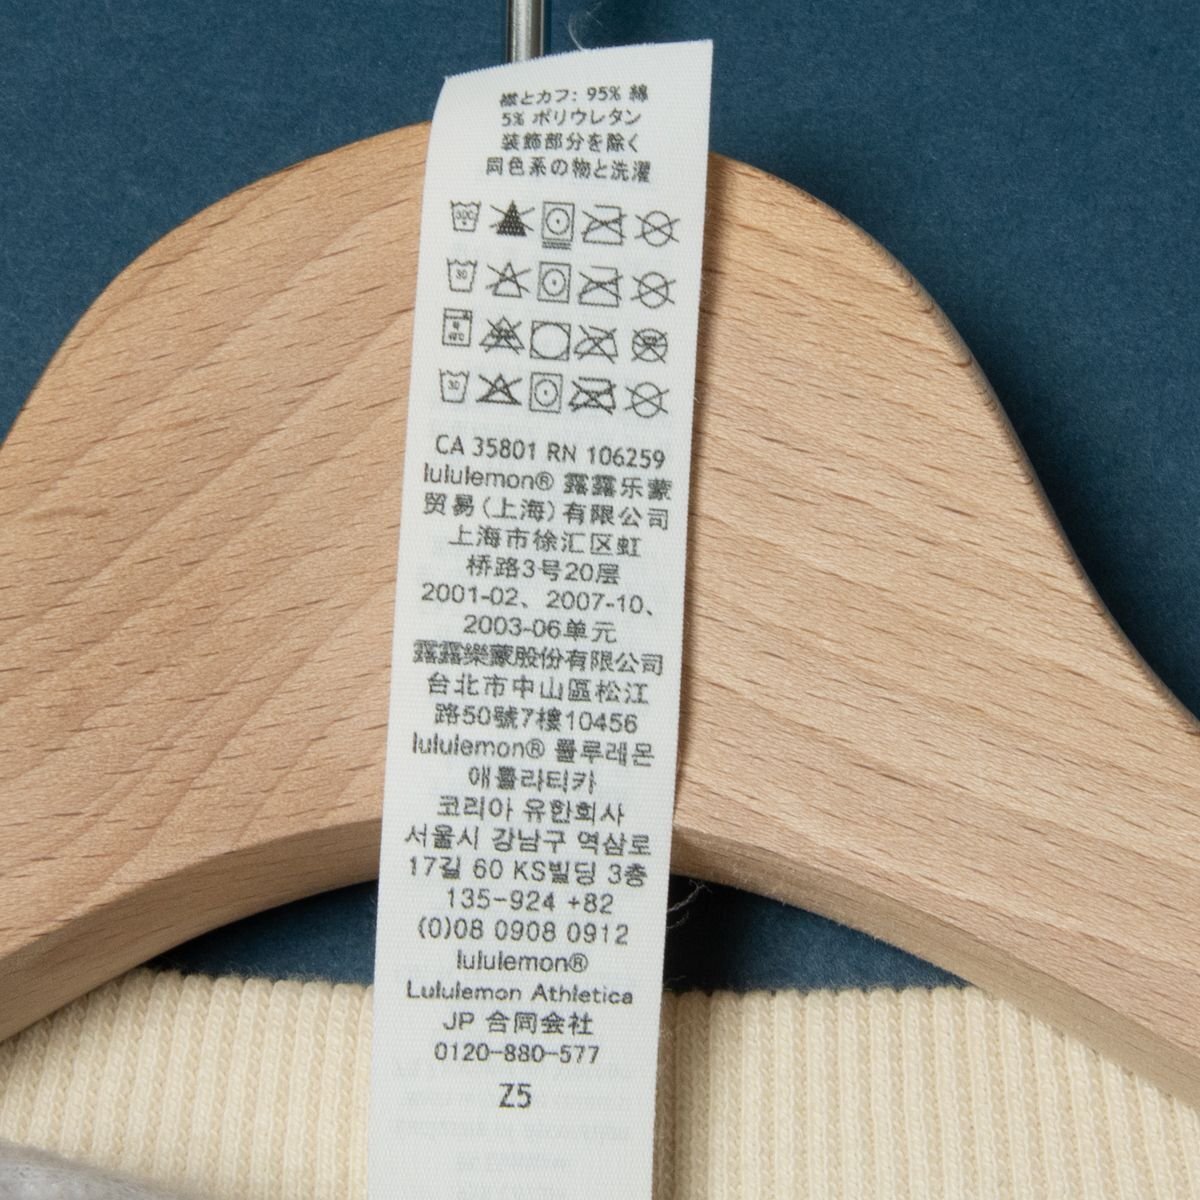 襟とカフ: 95% 綿
5% ポリウレタン
装飾部分を除く
同色系の物と洗濯
30C
30
40°C
30
CA 35801 RN 106259
lululemon® 露露乐蒙
贸易(上海)有限公司
上海市徐汇区虹
桥路3号20层
2001-02、2007-10、
2003-06单元
露露樂蒙股份有限公司
台北市中山區松江
路50號7樓10456
lululemon® 룰루레몬
애틀라티카
코리아 유한회사
서울시 강남구 역삼로
17길 60 KS빌딩 3층
135-924 +82
(0)08 0908 0912
lululemon®
Lululemon Athletica
JP 合同会社
0120-880-577
Z5